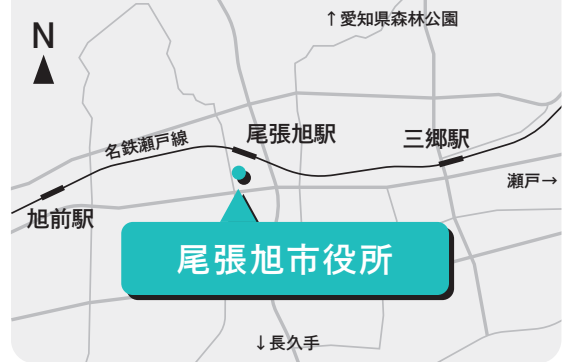 ↑愛知県森林公園
N
尾張旭駅
三郷駅
名鉄瀬戸線
瀬戸→
旭前駅
尾張旭市役所
↓長久手